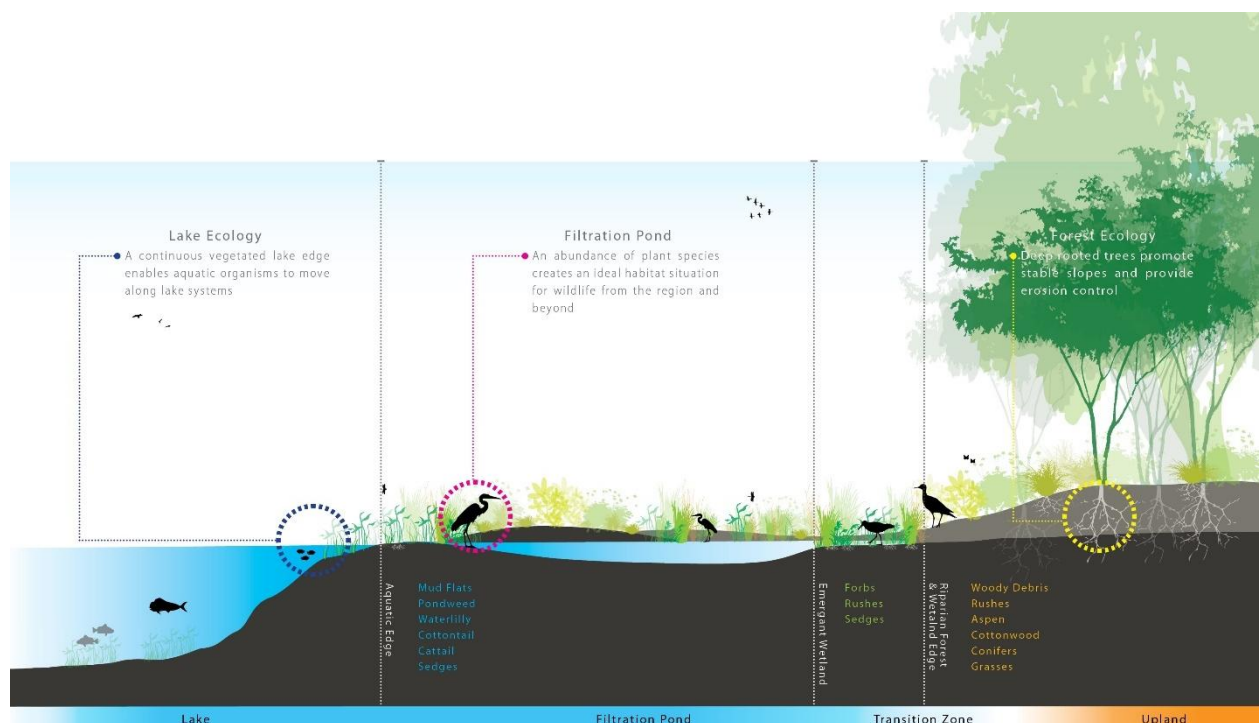 Lake Ecology
A continuous vegetated lake edge
enables aquatic organisms to move
along lake systems
Filtration Pond
An abundance of plant species
creates an ideal habitat situation
for wildlife from the region and
beyond
Forest Ecology
Deep rooted trees promote
stable slopes and provide
erosion control
Aquatic Edge
Mud Flats
Pondweed
Waterlilly
Cottontail
Cattail
Sedges
Emergant Wetland
Forbs
Rushes
Sedges
Riparian Forest
& Wetalnd Edge
Woody Debris
Rushes
Aspen
Cottonwood
Conifers
Grasses
Lake
Filtration Pond
Transition Zone
Upland